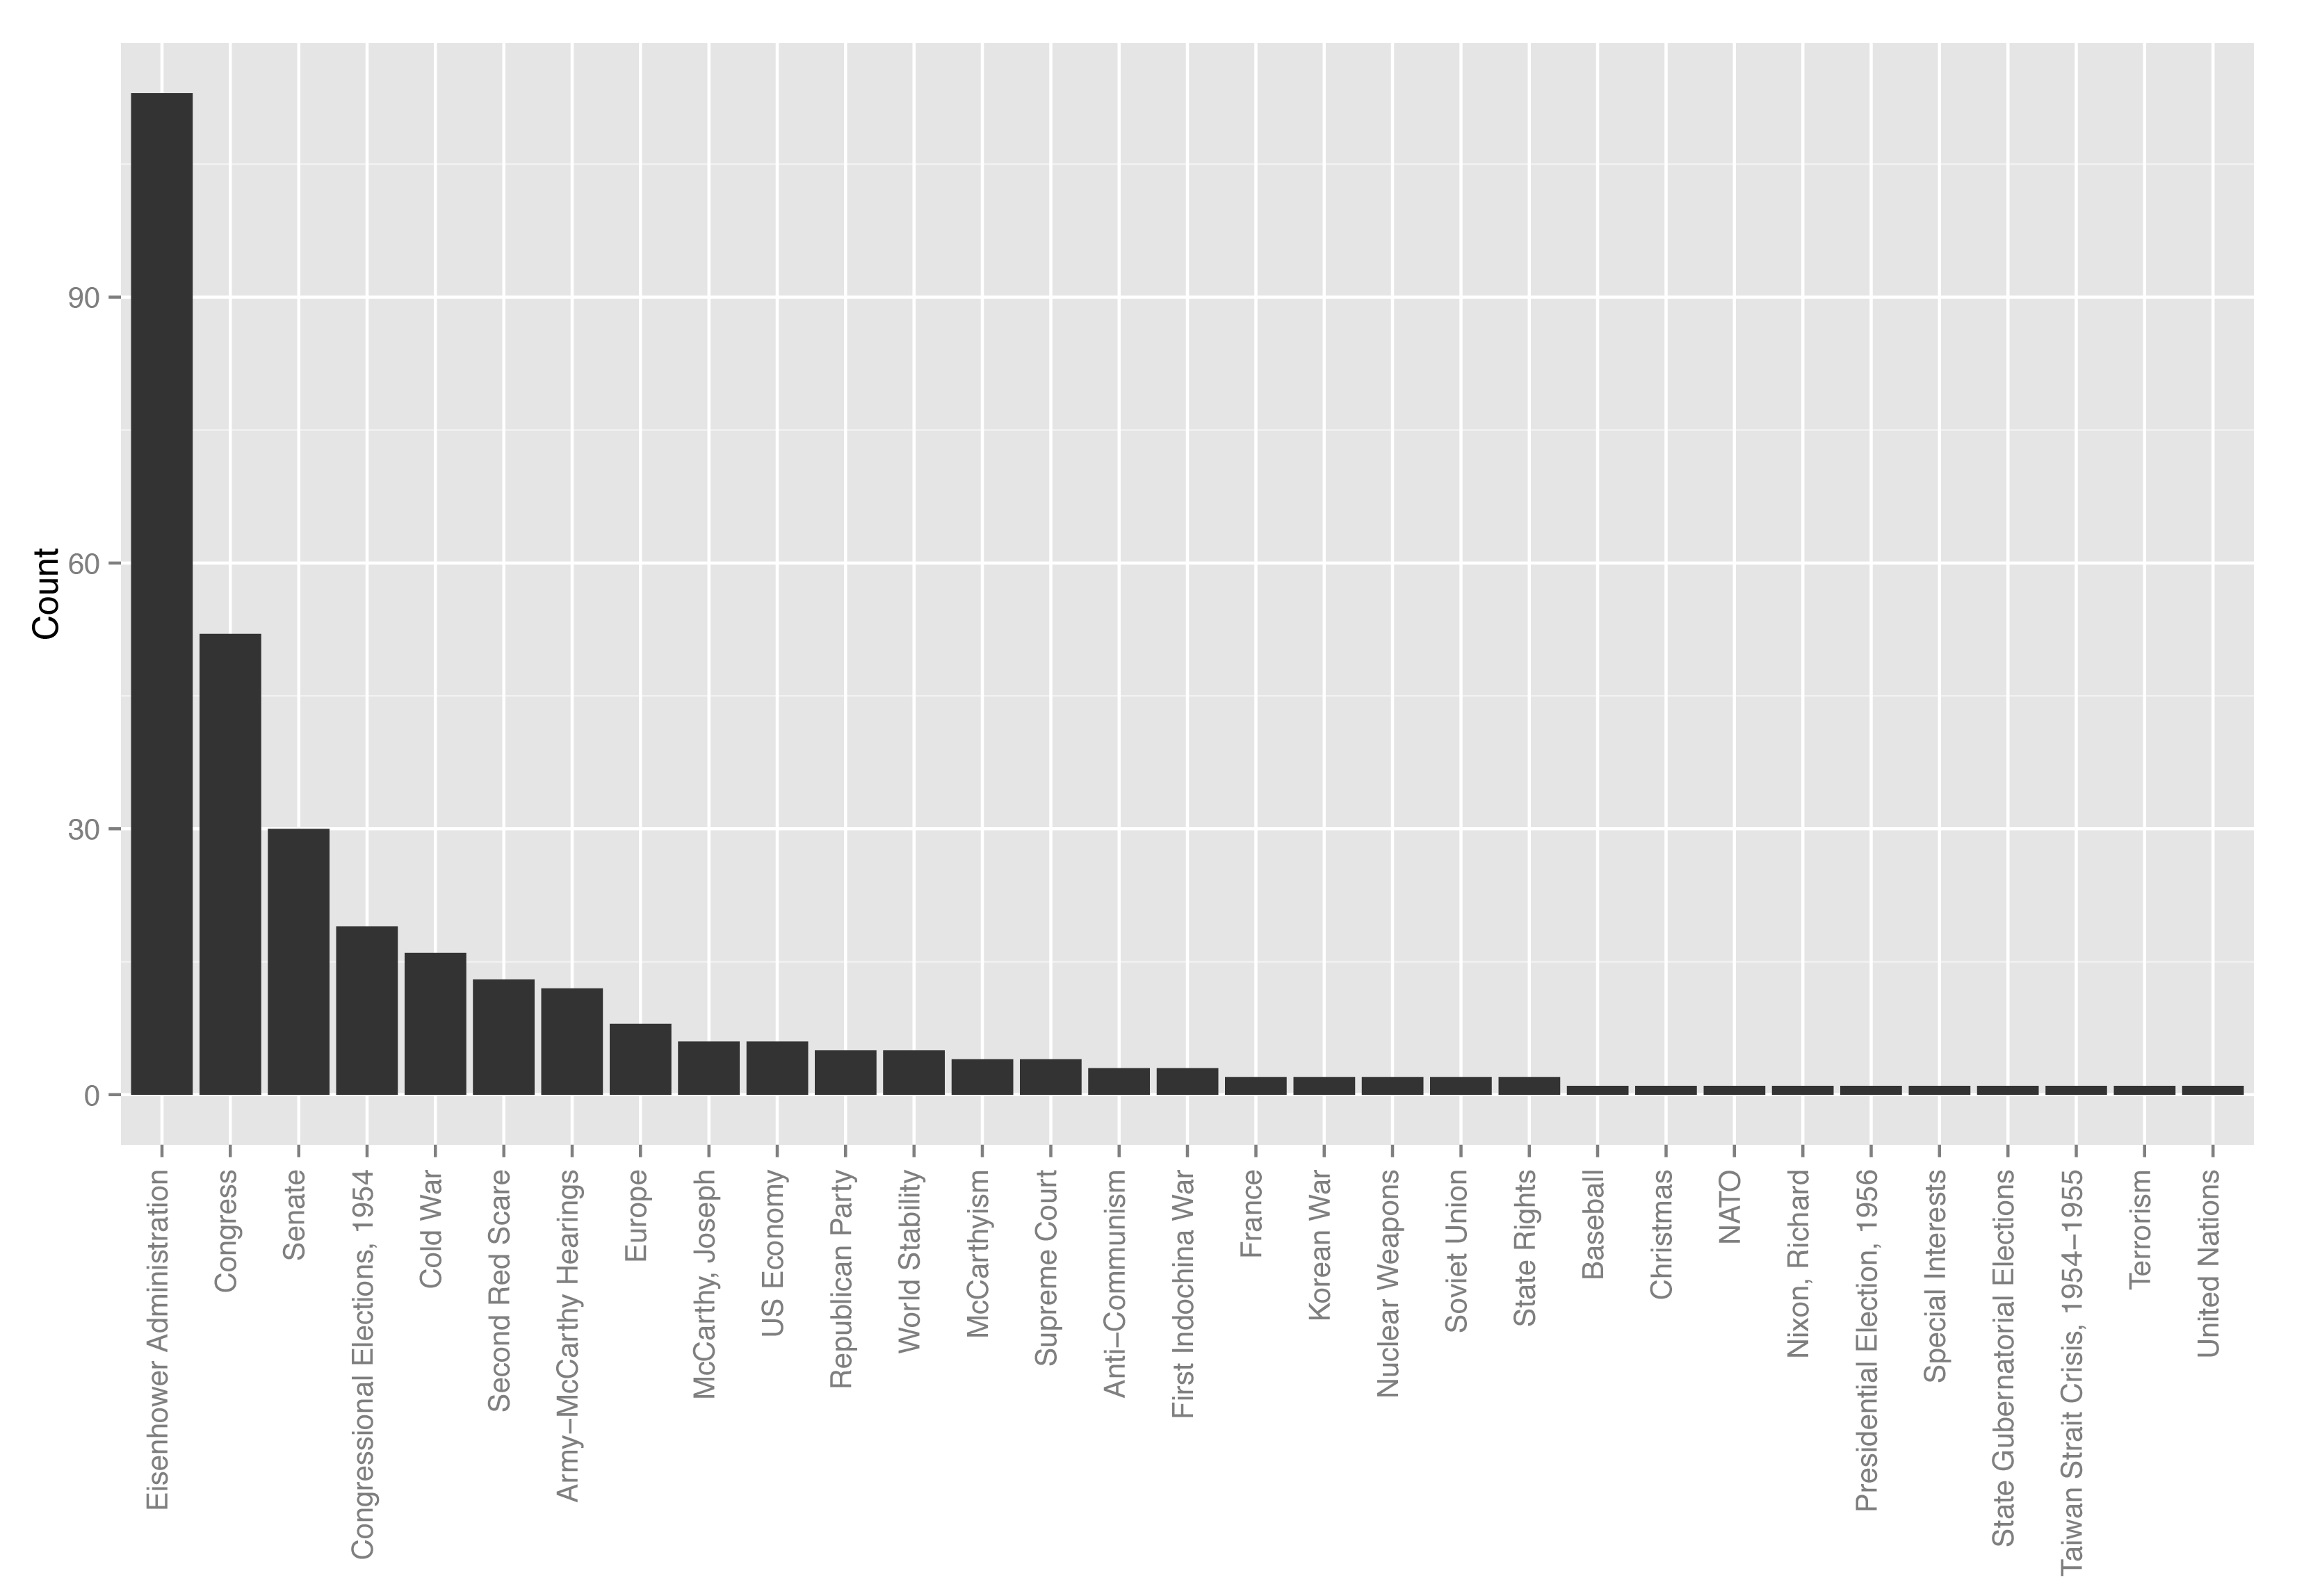 Count
90
60
30
0
Eisenhower Administration
Congress
Senate
Congressional Elections, 1954
Cold War
Second Red Scare
Army−McCarthy Hearings
Europe
McCarthy, Joseph
US Economy
Republican Party
World Stability
McCarthyism
Supreme Court
Anti−Communism
First Indochina War
France
Korean War
Nuclear Weapons
Soviet Union
State Rights
Baseball
Christmas
NATO
Nixon, Richard
Presidential Election, 1956
Special Interests
State Gubernatorial Elections
Taiwan Strait Crisis, 1954−1955
Terrorism
United Nations